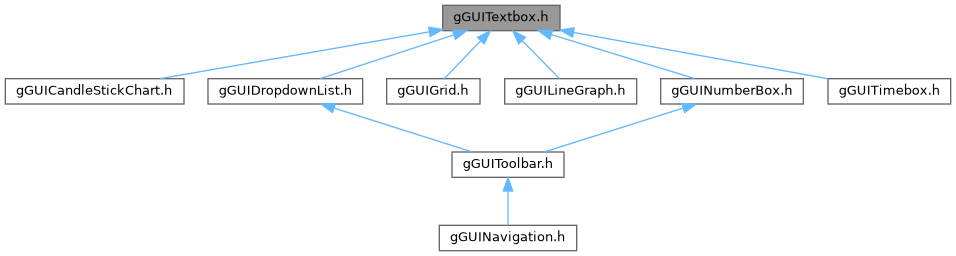 gGUITextbox.h
gGUICandleStickChart.h
gGUIDropdownList.h
gGUIGrid.h
gGUILineGraph.h
gGUINumberBox.h
gGUITimebox.h
gGUIToolbar.h
gGUINavigation.h